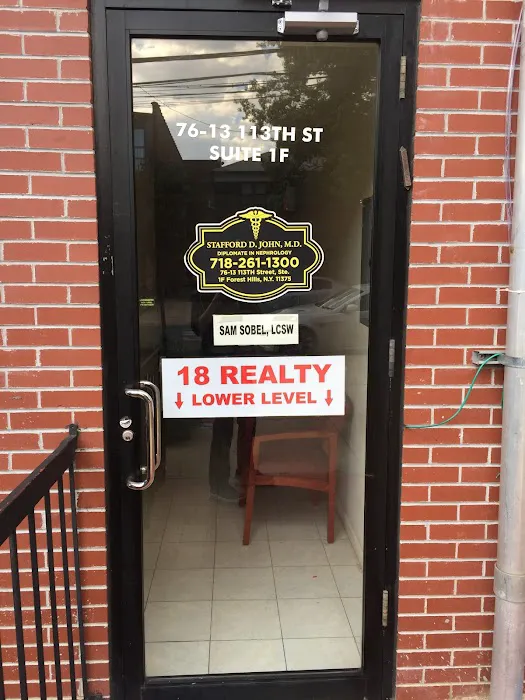 76-13 113TH ST
SUITE 1F
STAFFORD D. JOHN, M.D.
DIPLOMATE IN NEPHROLOGY
718-261-1300
76-13 113TH Street, Ste.
1F Forest Hills, N.Y. 11375
SAM SOBEL, LCSW
18 REALTY
↓ LOWER LEVEL ↓